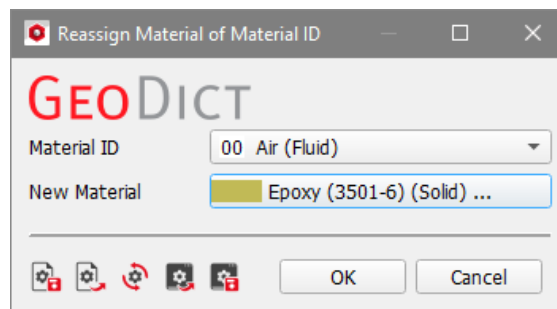 Reassign Material of Material ID
GEODICT
Material ID
00 Air (Fluid)
New Material
Epoxy (3501-6) (Solid) ...
OK
Cancel